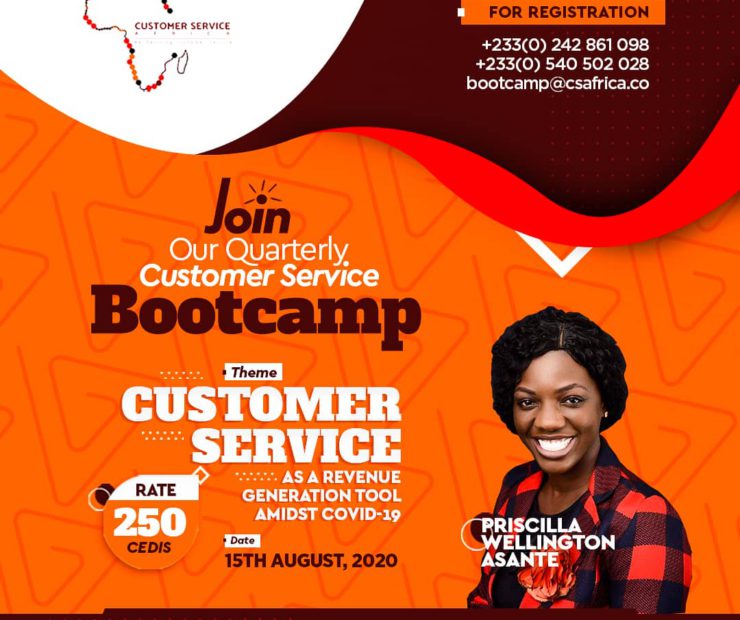 CUSTOMER SERVICE
AFRICA
FOR REGISTRATION
+233(0) 242 861 098
+233(0) 540 502 028
bootcamp@csafrica.co
Join
Our Quarterly
Customer Service
Bootcamp
Theme
CUSTOMER
SERVICE
AS A REVENUE
GENERATION TOOL
AMIDST COVID-19
RATE
250
CEDIS
Date
15TH AUGUST, 2020
PRISCILLA
WELLINGTON
ASANTE